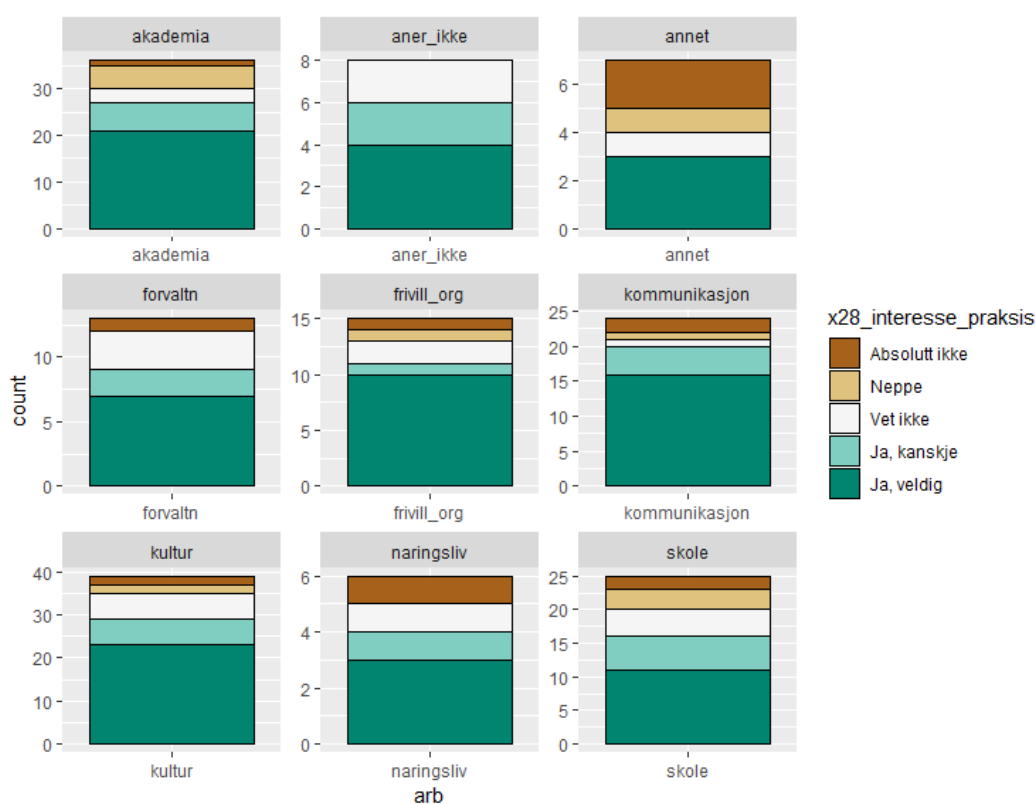 akademia
aner_ikke
annet
30
20
10
0
8
6
4
2
0
6
4
2
0
akademia
aner_ikke
annet
forvaltn
frivill_org
kommunikasjon
10
5
0
15
10
5
0
25
20
15
10
5
0
forvaltn
frivill_org
kommunikasjon
kultur
naringsliv
skole
40
30
20
10
0
6
4
2
0
25
20
15
10
5
0
kultur
naringsliv
skole
count
arb
x28_interesse_praksis
Absolutt ikke
Neppe
Vet ikke
Ja, kanskje
Ja, veldig